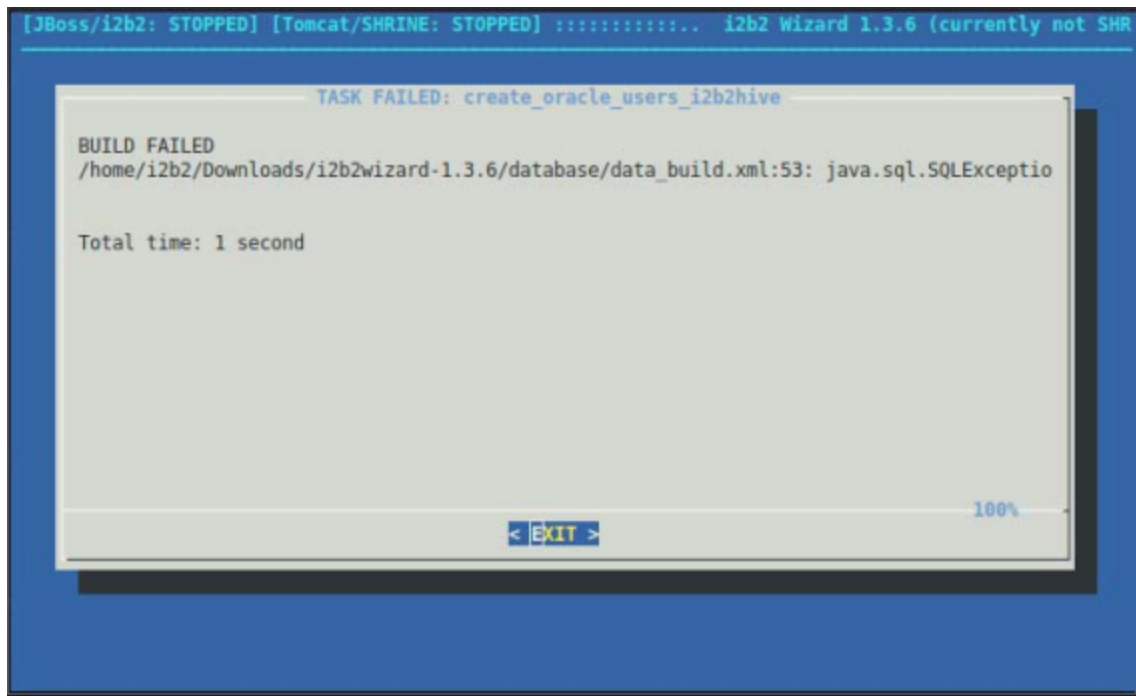 [JBoss/i2b2: STOPPED] [Tomcat/SHRINE: STOPPED] ::::::::::::.. i2b2 Wizard 1.3.6 (currently not SHR
TASK FAILED: create_oracle_users_i2b2hive
BUILD FAILED
/home/i2b2/Downloads/i2b2wizard-1.3.6/database/data_build.xml:53: java.sql.SQLExceptio
Total time: 1 second
100%
< EXIT >